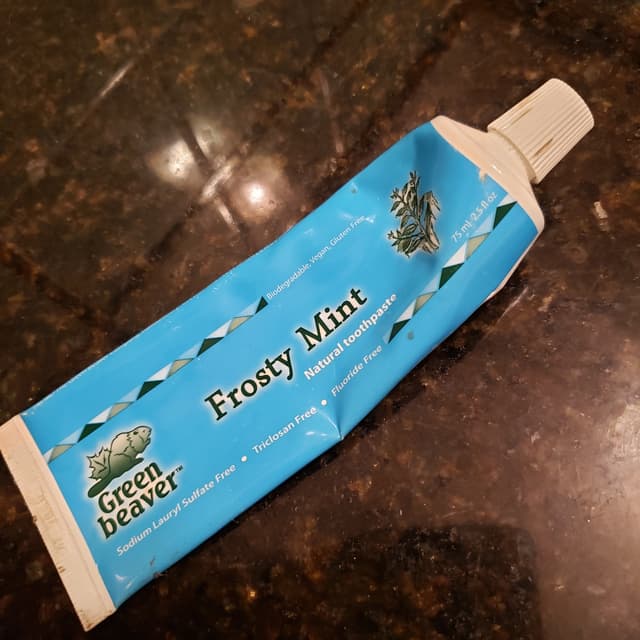 Biodegradable, Vegan, Gluten Free
75 mL 2.5 fl oz
Frosty Mint
Natural toothpaste
Green
beaver™
Sodium Lauryl Sulfate Free • Triclosan Free • Fluoride Free